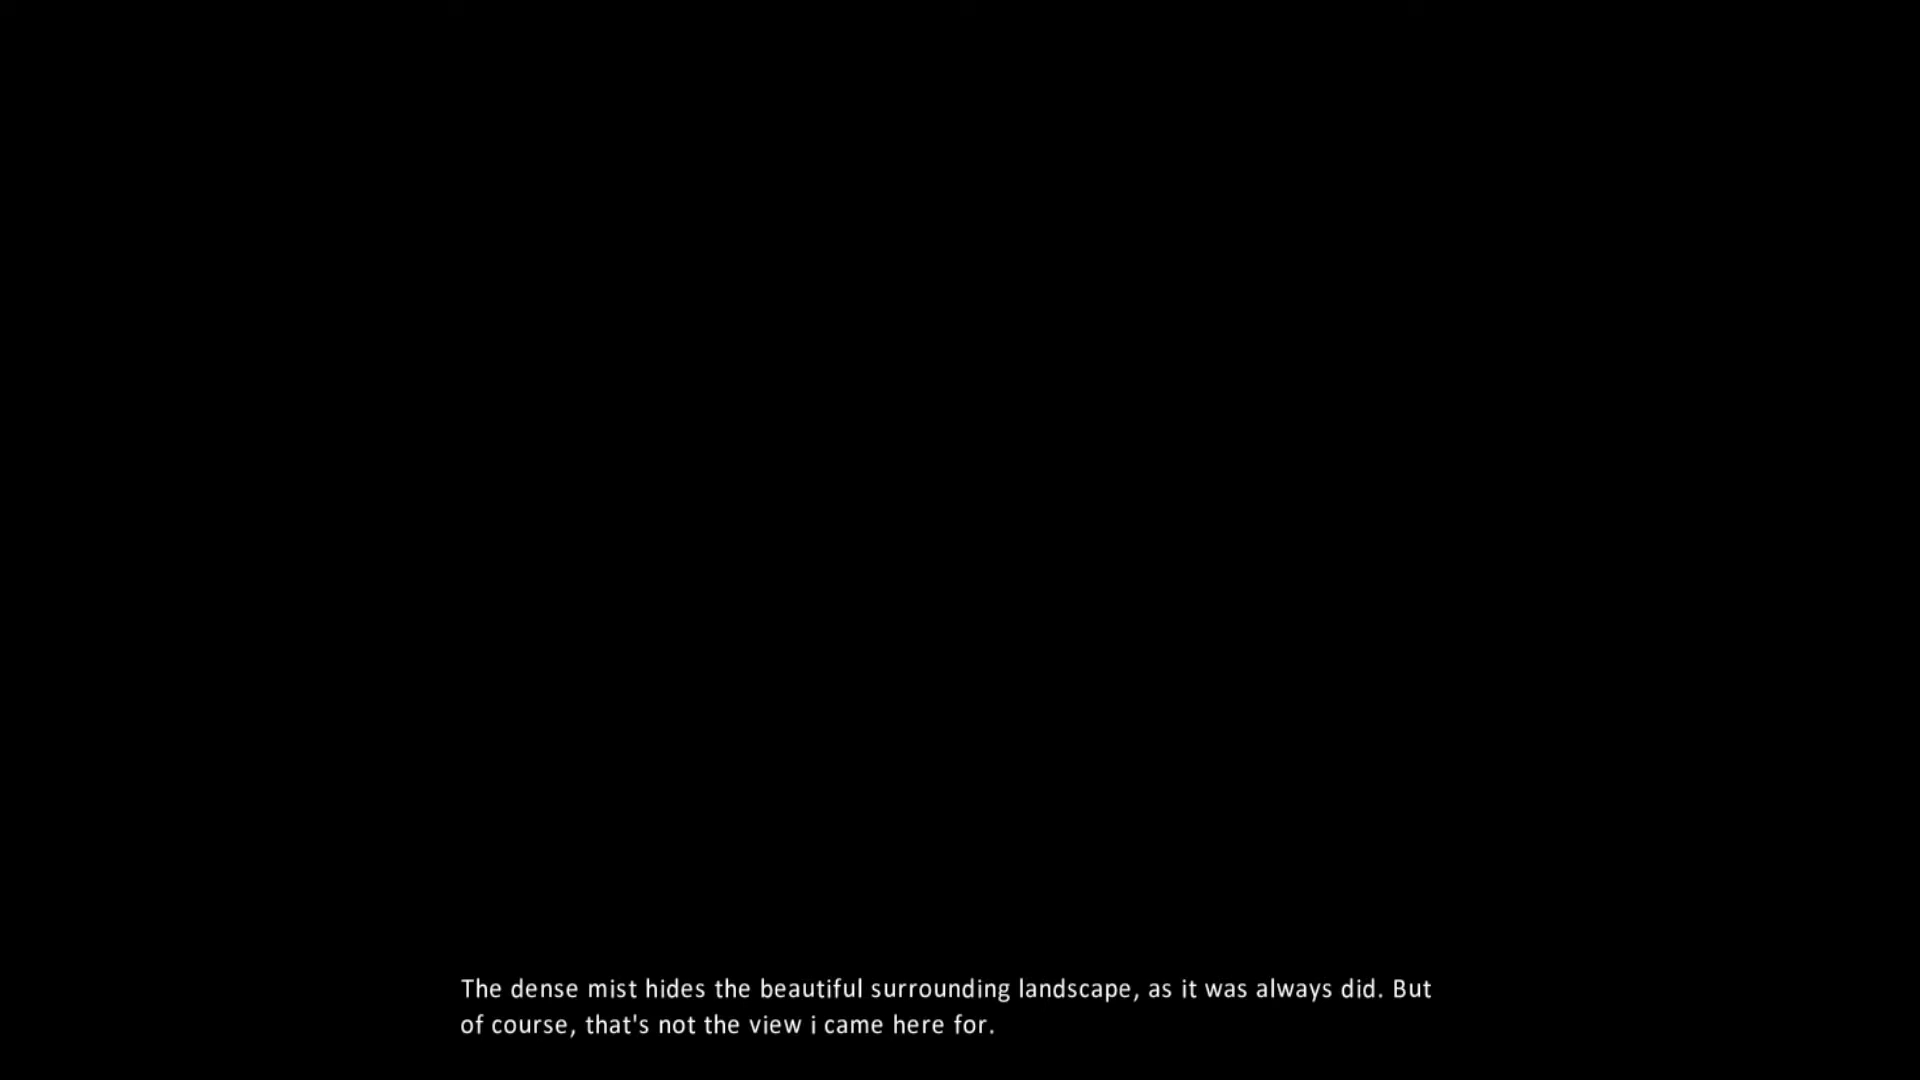 The dense mist hides the beautiful surrounding landscape, as it was always did. But
of course, that's not the view i came here for.